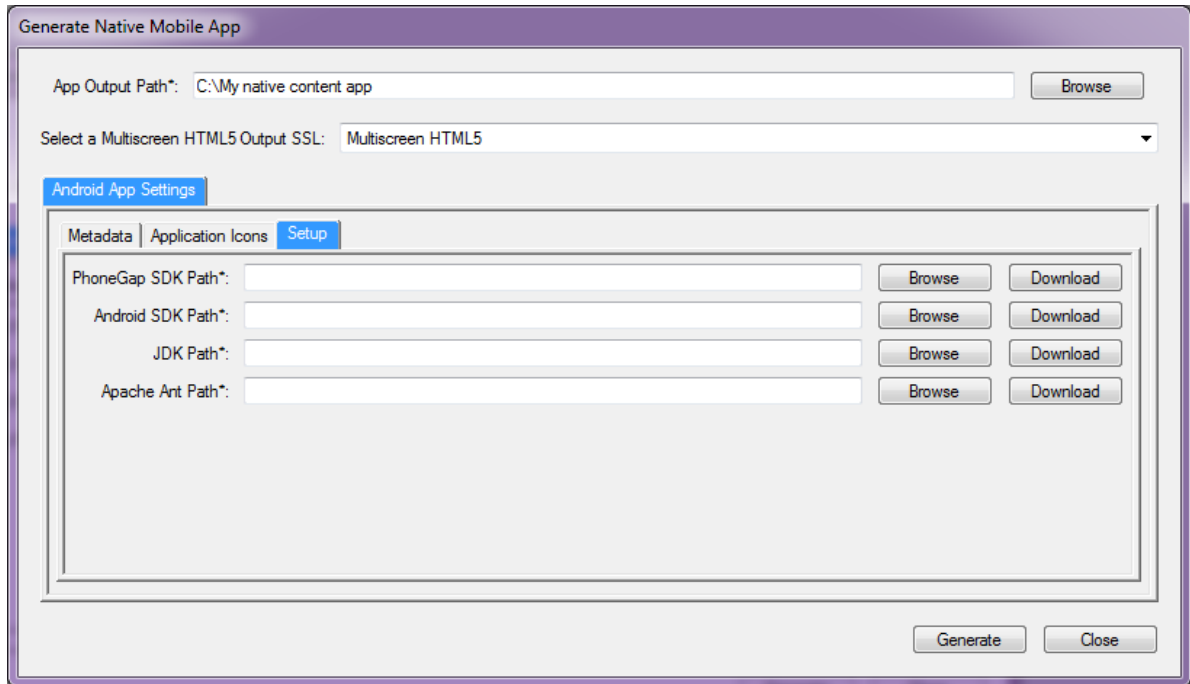 Generate Native Mobile App
App Output Path*: C:\My native content app Browse
Select a Multiscreen HTML5 Output SSL: Multiscreen HTML5
Android App Settings
Metadata Application Icons Setup
PhoneGap SDK Path*: Browse Download
Android SDK Path*: Browse Download
JDK Path*: Browse Download
Apache Ant Path*: Browse Download
Generate Close